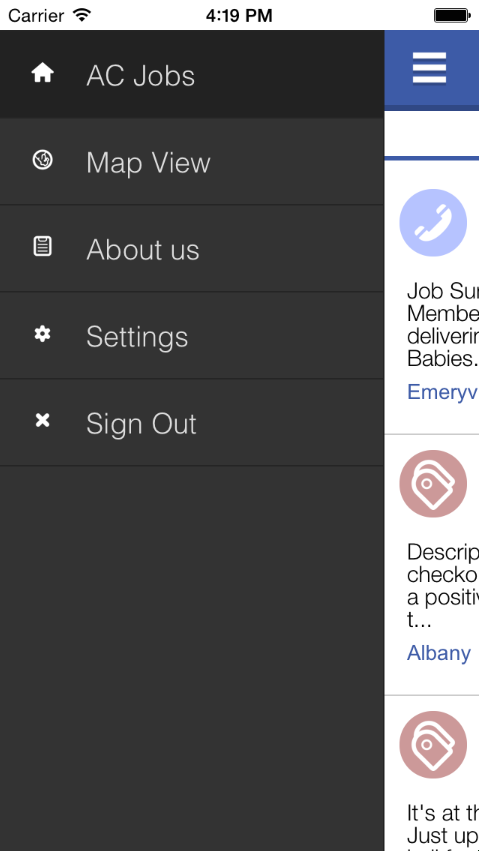 Carrier 4:19 PM
AC Jobs
Map View
About us
Settings
Sign Out
Job Sur
Membe
deliverin
Babies.
Emeryv
Descrip
checko
a positiv
t...
Albany
It's at th
Just up